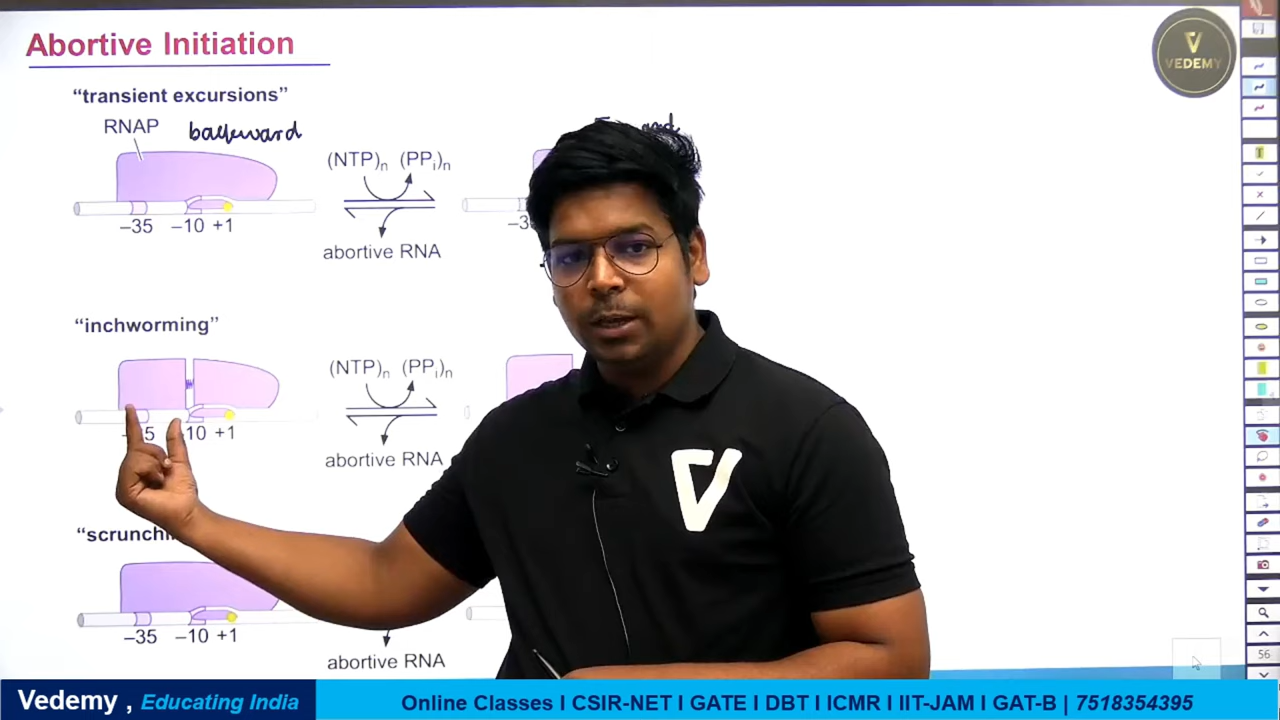 Abortive Initiation
VEDEMY
"transient excursions"
RNAP
backward
(NTP)n (PPi)n
–35 –10 +1
abortive RNA
"inchworming"
(NTP)n (PPi)n
10 +1
abortive RNA
–35 –10 +1
abortive RNA
56
Vedemy , Educating India
Online Classes I CSIR-NET I GATE I DBT I ICMR I IIT-JAM I GAT-B | 7518354395